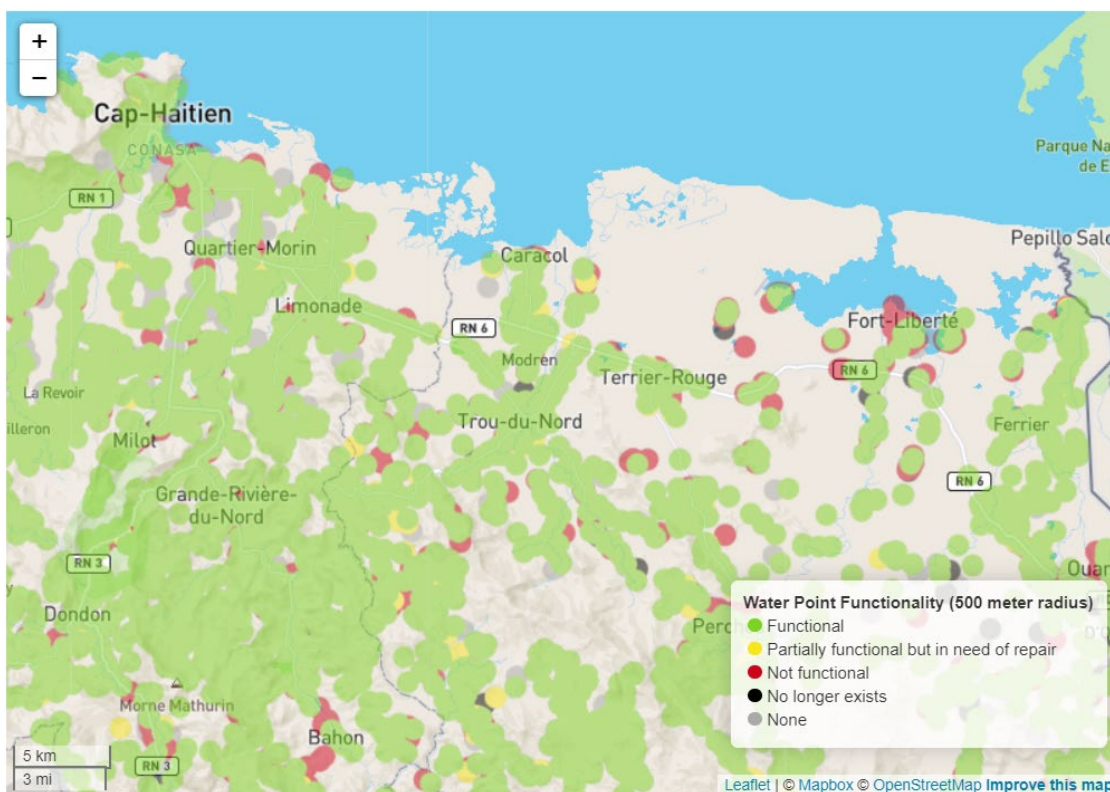 +
−
Cap-Haitien
CONASA
RN 1
Parque Na
de E
Quartier-Morin
Caracol
Pepillo Salc
Limonade
RN 6
Fort-Liberté
Modren
Terrier-Rouge
RN 6
La Revoir
Trou-du-Nord
Ferrier
illeron
Milot
Grande-Rivière-
du-Nord
RN 6
RN 3
Ouar
Dondon
Perch
Morne Mathurin
Bahon
RN 3
5 km
3 mi
Water Point Functionality (500 meter radius)
Functional
Partially functional but in need of repair
Not functional
No longer exists
None
Leaflet | © Mapbox © OpenStreetMap Improve this map